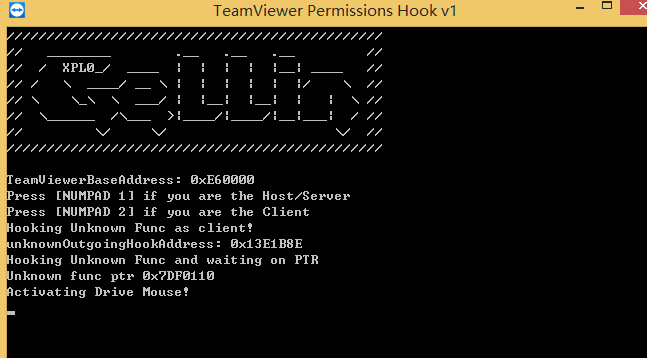 TeamViewer Permissions Hook v1
XPL0
TeamViewerBaseAddress: 0xE60000
Press [NUMPAD 1] if you are the Host/Server
Press [NUMPAD 2] if you are the Client
Hooking Unknown Func as client!
unknownOutgoingHookAddress: 0x13E1B8E
Hooking Unknown Func and waiting on PTR
Unknown func ptr 0x7DF0110
Activating Drive Mouse!